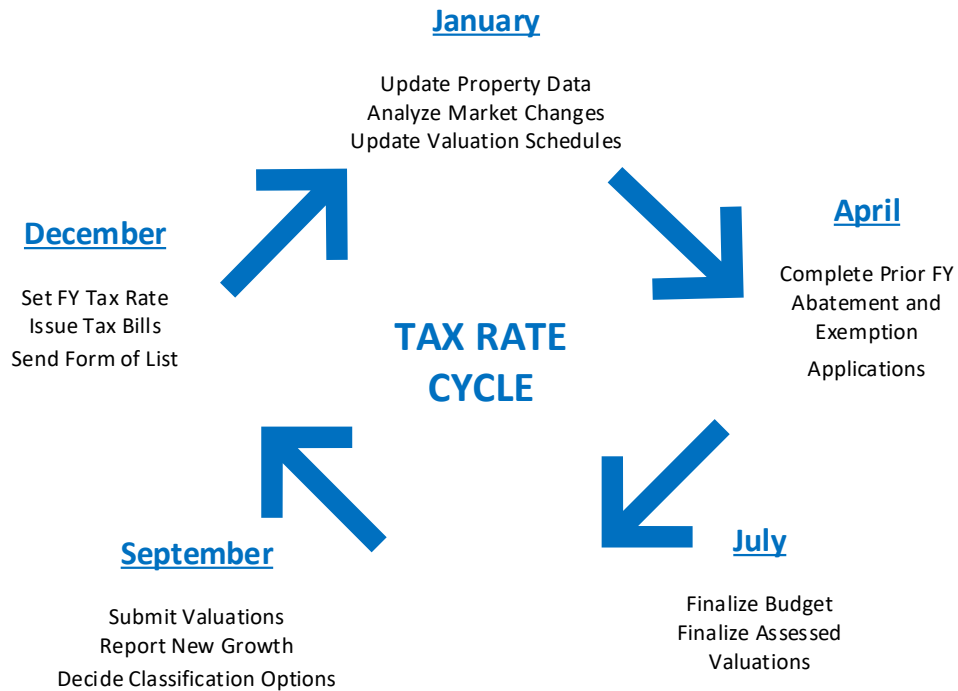 January
Update Property Data
Analyze Market Changes
Update Valuation Schedules
April
Complete Prior FY
Abatement and
Exemption
Applications
July
Finalize Budget
Finalize Assessed
Valuations
September
Submit Valuations
Report New Growth
Decide Classification Options
December
Set FY Tax Rate
Issue Tax Bills
Send Form of List
TAX RATE
CYCLE